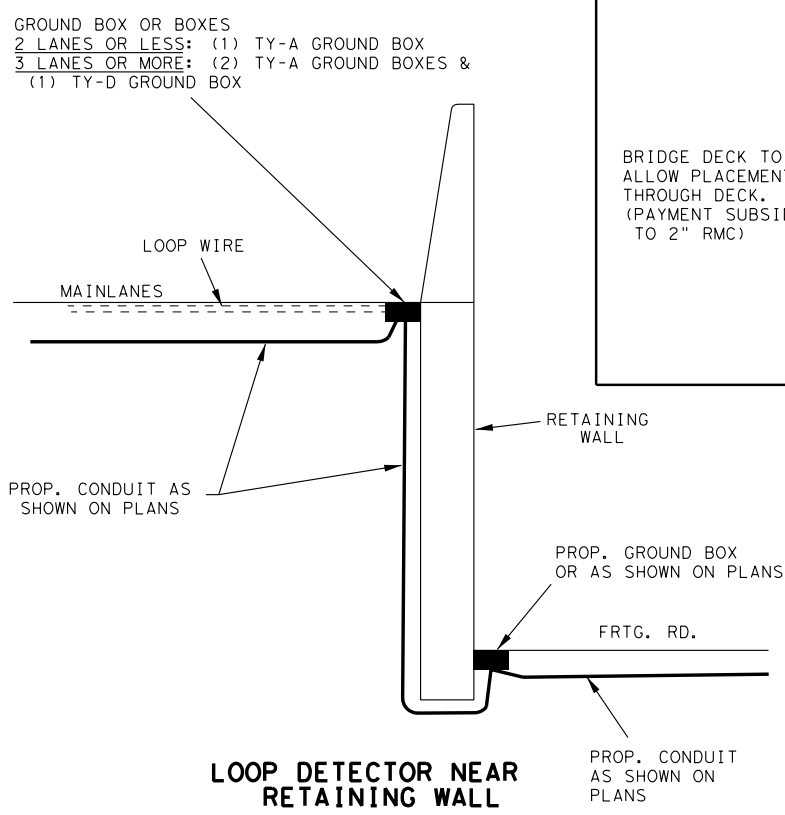 GROUND BOX OR BOXES
2 LANES OR LESS: (1) TY-A GROUND BOX
3 LANES OR MORE: (2) TY-A GROUND BOXES &
(1) TY-D GROUND BOX
BRIDGE DECK TO
ALLOW PLACEMENT
THROUGH DECK.
(PAYMENT SUBSI
TO 2" RMC)
LOOP WIRE
MAINLANES
RETAINING
WALL
PROP. CONDUIT AS
SHOWN ON PLANS
PROP. GROUND BOX
OR AS SHOWN ON PLANS
FRTG. RD.
PROP. CONDUIT
AS SHOWN ON
PLANS
LOOP DETECTOR NEAR
RETAINING WALL